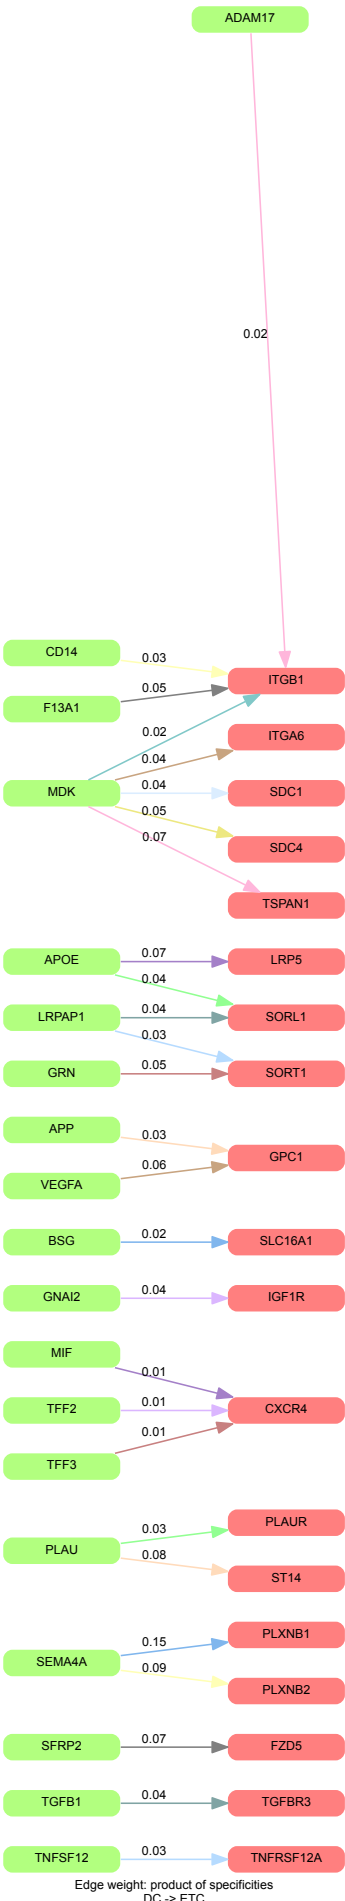 ADAM17
0.02
CD14
0.03
ITGB1
F13A1
0.05
0.02
ITGA6
0.04
MDK
0.04
SDC1
0.05
SDC4
0.07
TSPAN1
APOE
0.07
LRP5
0.04
LRPAP1
0.04
SORL1
0.03
GRN
0.05
SORT1
APP
0.03
GPC1
VEGFA
0.06
BSG
0.02
SLC16A1
GNAI2
0.04
IGF1R
MIF
0.01
TFF2
0.01
CXCR4
0.01
TFF3
PLAUR
0.03
PLAU
0.08
ST14
PLXNB1
0.15
SEMA4A
0.09
PLXNB2
SFRP2
0.07
FZD5
TGFB1
0.04
TGFBR3
TNFSF12
0.03
TNFRSF12A
Edge weight: product of specificities
DC -> ETC